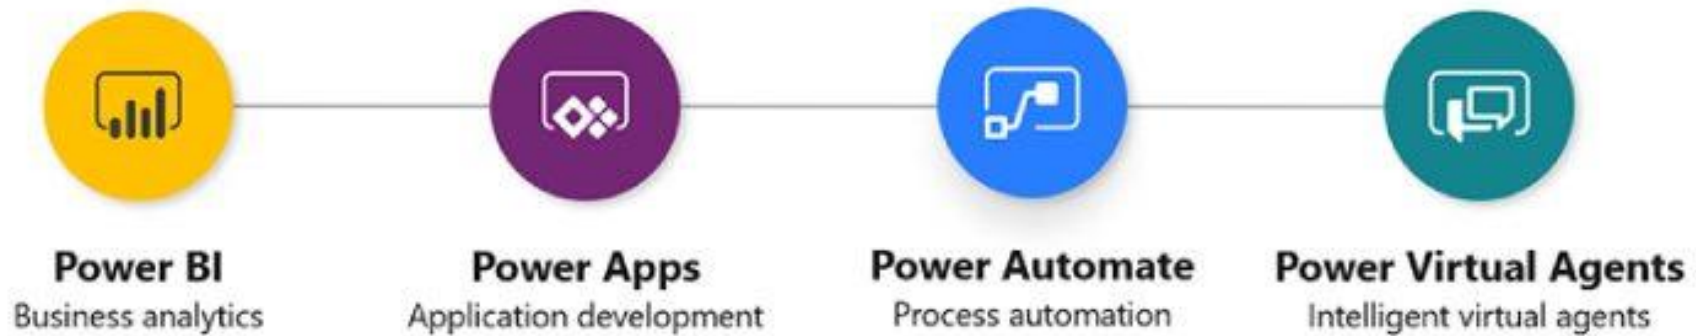 Power BI
Business analytics
Power Apps
Application development
Power Automate
Process automation
Power Virtual Agents
Intelligent virtual agents